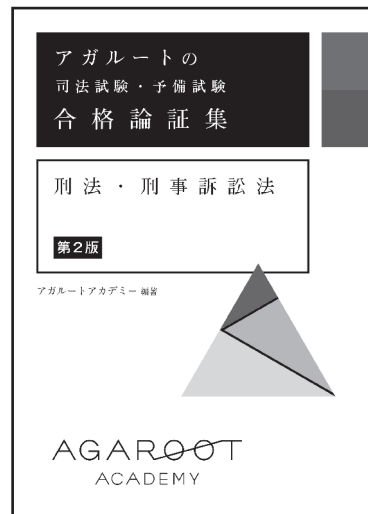 アガルートの
司法試験・予備試験
合格論証集
刑法・刑事訴訟法
第2版
アガルートアカデミー 編著
AGAROOT
ACADEMY